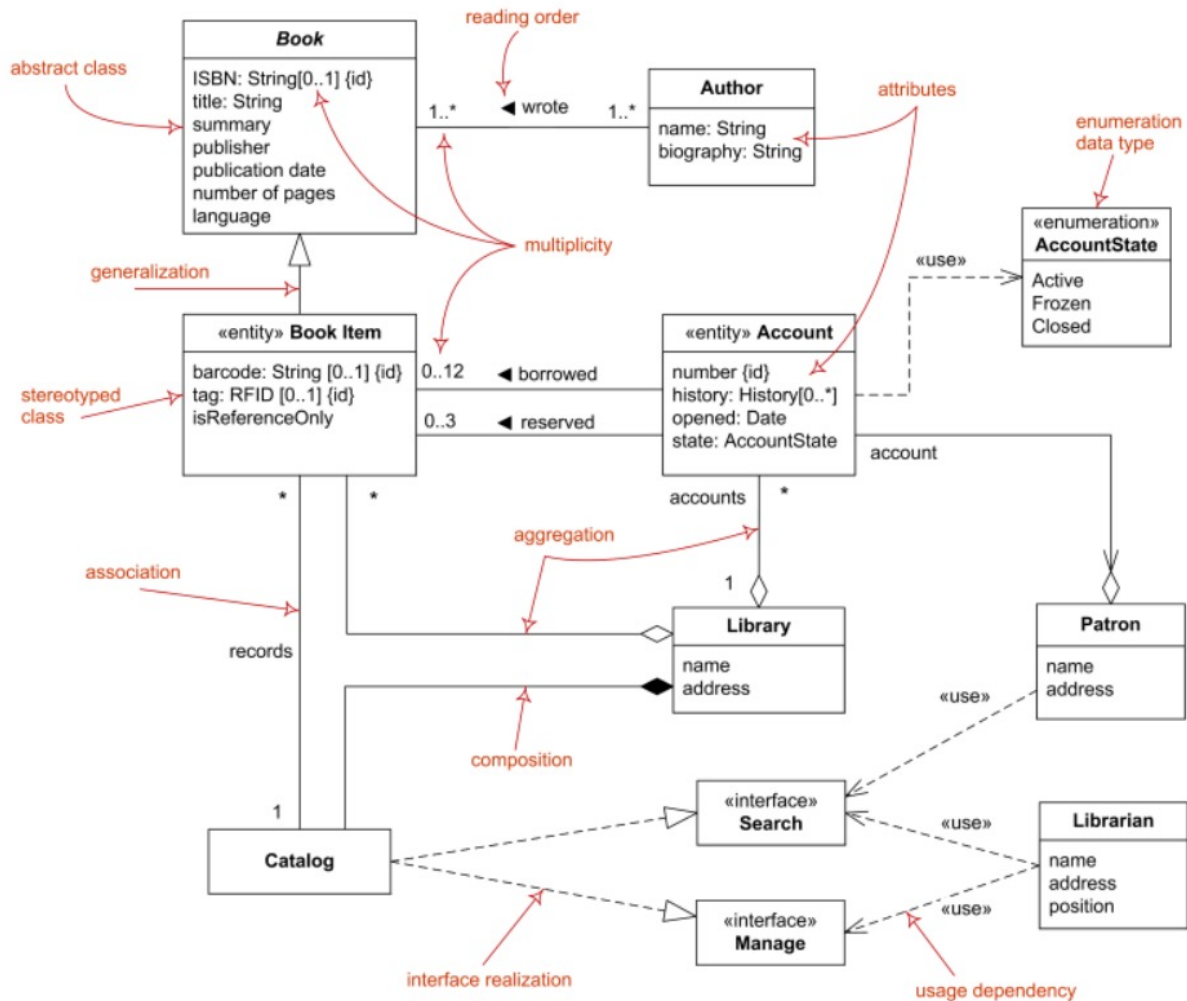 reading order
Book
abstract class
ISBN: String[0..1] {id}
title: String
summary
publisher
publication date
number of pages
language
1..*
◄ wrote
1..*
Author
name: String
biography: String
attributes
enumeration
data type
«enumeration»
AccountState
Active
Frozen
Closed
multiplicity
generalization
«use»
«entity» Book Item
barcode: String [0..1] {id}
tag: RFID [0..1] {id}
isReferenceOnly
stereotyped
class
0..12
◄ borrowed
0..3
◄ reserved
«entity» Account
number {id}
history: History[0..*]
opened: Date
state: AccountState
account
*
*
accounts
*
aggregation
association
1
records
Library
name
address
Patron
name
address
«use»
composition
1
Catalog
«interface»
Search
«use»
Librarian
name
address
position
«use»
«interface»
Manage
interface realization
usage dependency